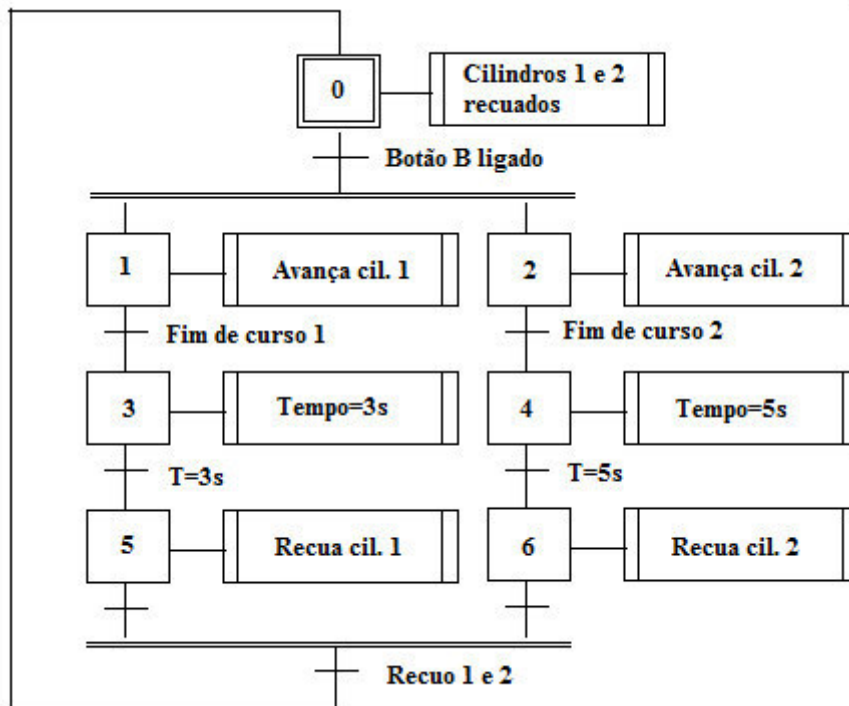 0
Cilindros 1 e 2
recuados
Botão B ligado
1
Avança cil. 1
2
Avança cil. 2
Fim de curso 1
Fim de curso 2
3
Tempo=3s
4
Tempo=5s
T=3s
T=5s
5
Recua cil. 1
6
Recua cil. 2
Recuo 1 e 2